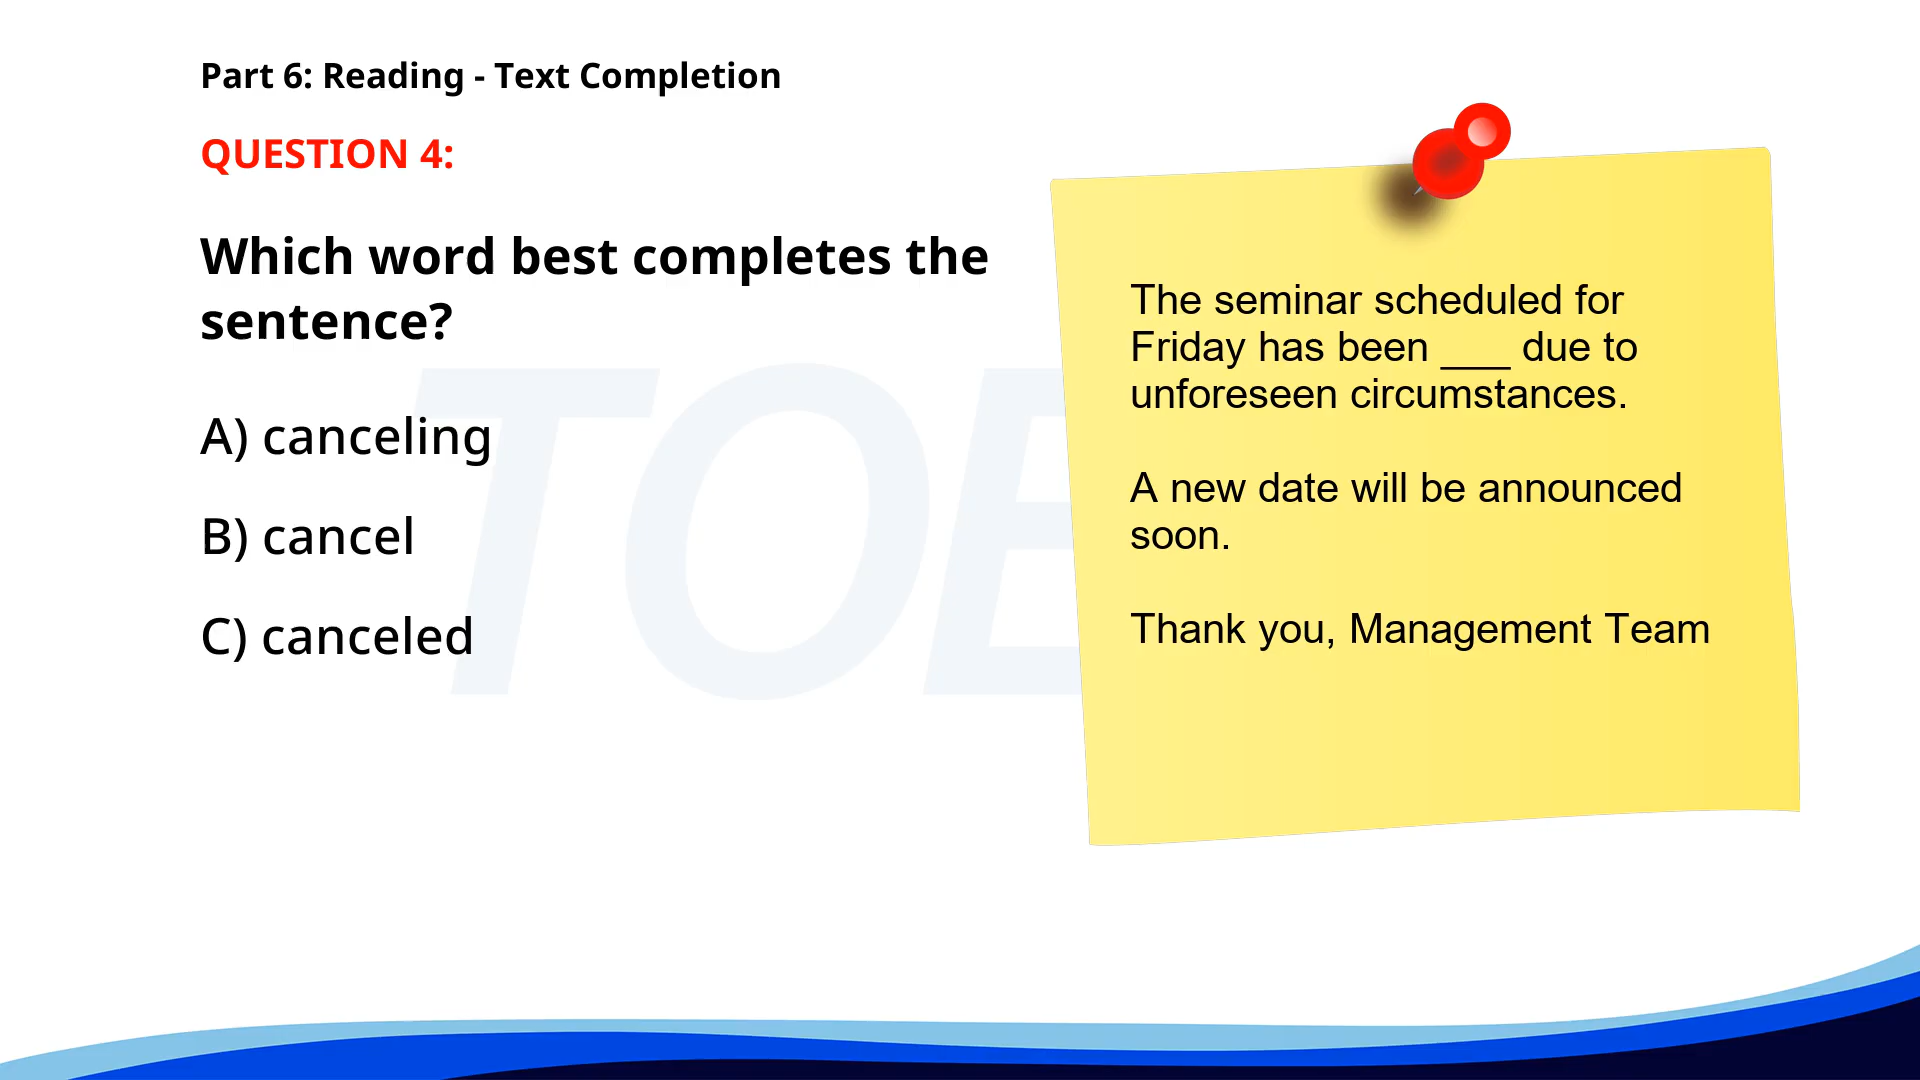 Part 6: Reading - Text Completion
QUESTION 4:
Which word best completes the
sentence?
A) canceling
B) cancel
C) canceled
The seminar scheduled for
Friday has been ___ due to
unforeseen circumstances.
A new date will be announced
soon.
Thank you, Management Team
TOE